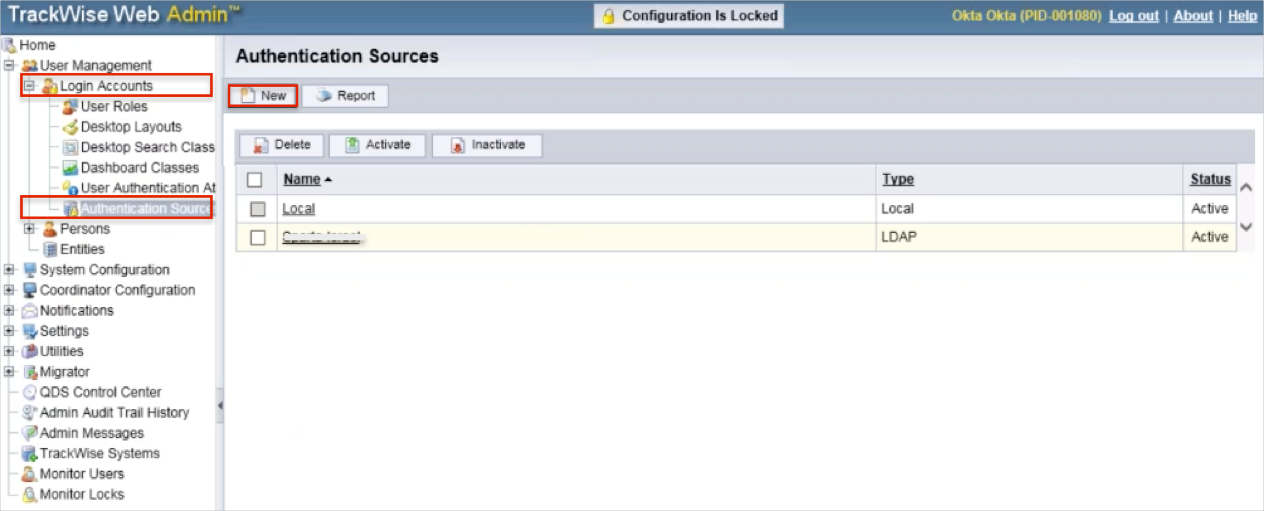 TrackWise Web Admin™
Configuration Is Locked
Okta Okta (PID-001080) Log out | About | Help
Home
User Management
Login Accounts
User Roles
Desktop Layouts
Desktop Search Class
Dashboard Classes
User Authentication At
Authentication Source
Persons
Entities
System Configuration
Coordinator Configuration
Notifications
Settings
Utilities
Migrator
QDS Control Center
Admin Audit Trail History
Admin Messages
TrackWise Systems
Monitor Users
Monitor Locks
Authentication Sources
New Report
Delete Activate Inactivate
Name Type Status
Local Local Active
LDAP Active